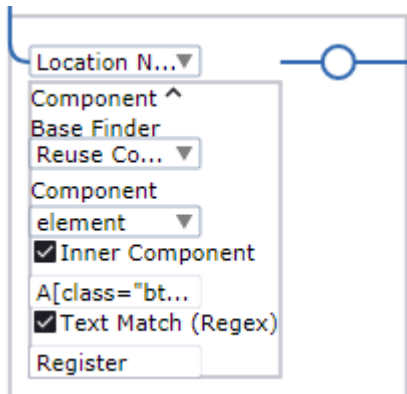 Location N...
Component ^
Base Finder
Reuse Co...
Component
element
Inner Component
A[class="bt...
Text Match (Regex)
Register